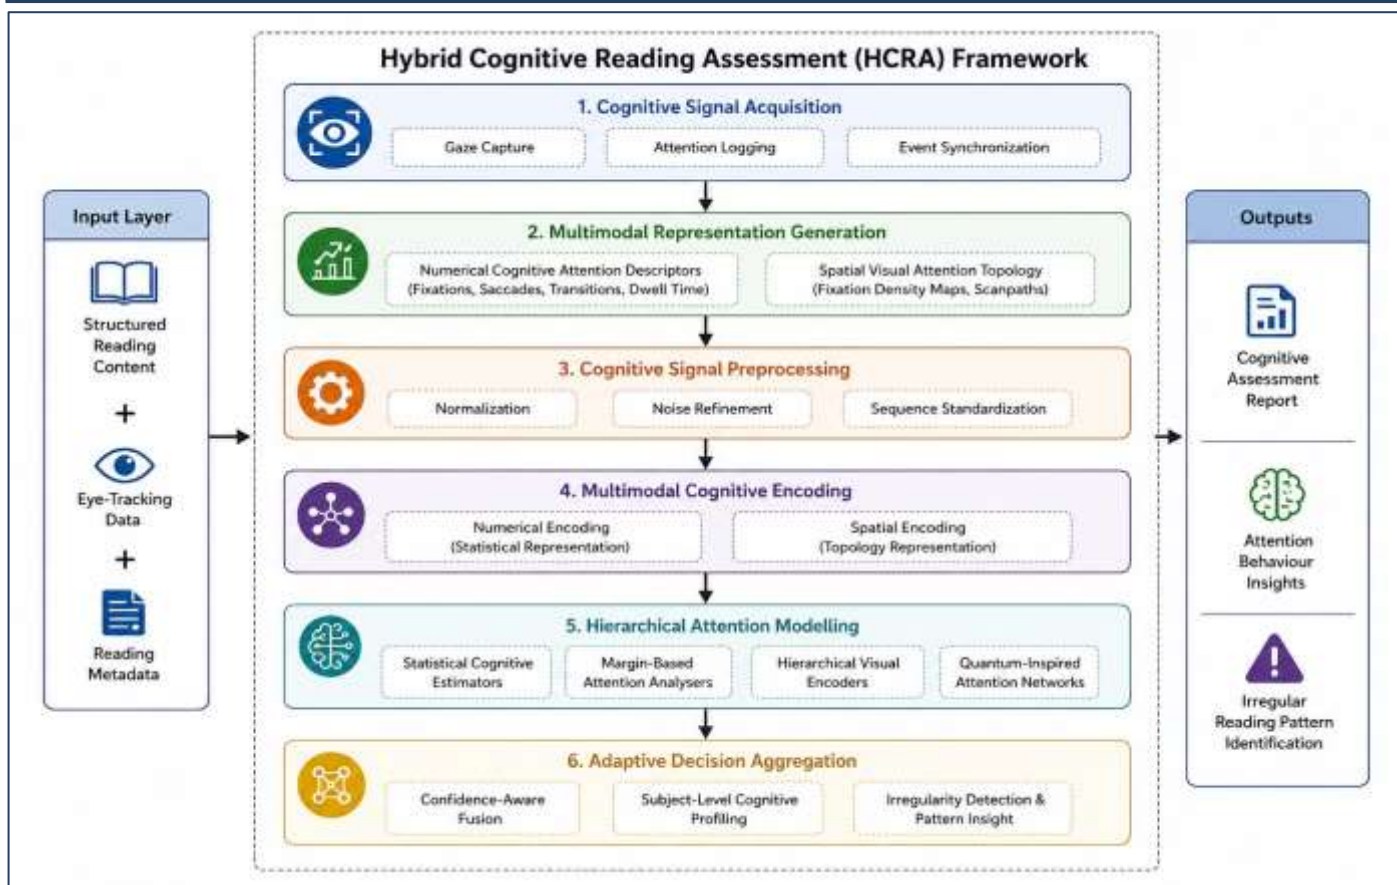 Hybrid Cognitive Reading Assessment (HCRA) Framework
Input Layer
Structured
Reading
Content
+
Eye-Tracking
Data
+
Reading
Metadata
1. Cognitive Signal Acquisition
Gaze Capture
Attention Logging
Event Synchronization
2. Multimodal Representation Generation
Numerical Cognitive Attention Descriptors
(Fixations, Saccades, Transitions, Dwell Time)
Spatial Visual Attention Topology
(Fixation Density Maps, Scanpaths)
3. Cognitive Signal Preprocessing
Normalization
Noise Refinement
Sequence Standardization
4. Multimodal Cognitive Encoding
Numerical Encoding
(Statistical Representation)
Spatial Encoding
(Topology Representation)
5. Hierarchical Attention Modelling
Statistical Cognitive
Estimators
Margin-Based
Attention Analysers
Hierarchical Visual
Encoders
Quantum-Inspired
Attention Networks
6. Adaptive Decision Aggregation
Confidence-Aware
Fusion
Subject-Level Cognitive
Profiling
Irregularity Detection &
Pattern Insight
Outputs
Cognitive
Assessment
Report
Attention
Behaviour
Insights
Irregular
Reading Pattern
Identification